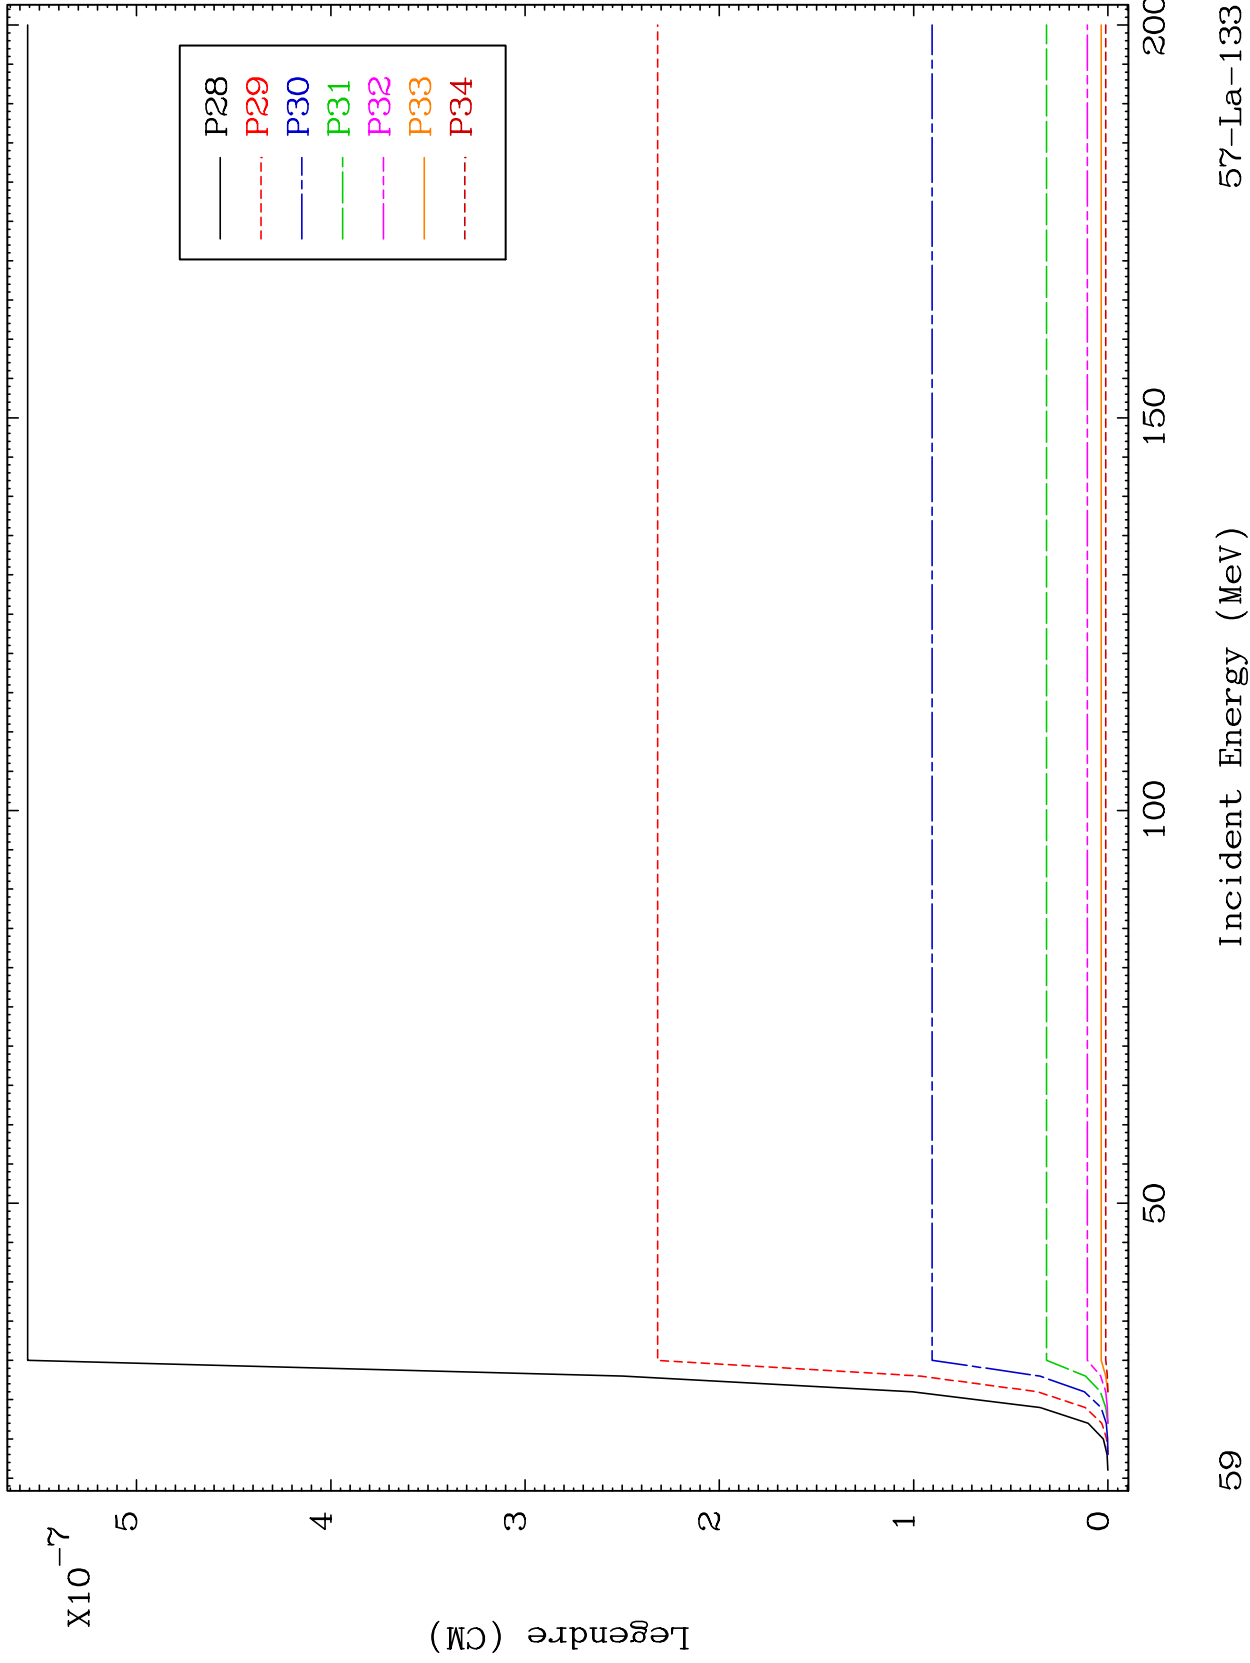 X10-7
5
4
3
2
1
0
Legendre (CM)
P28
P29
P30
P31
P32
P33
P34
50
100
150
200
Incident Energy (MeV)
59
57-La-133